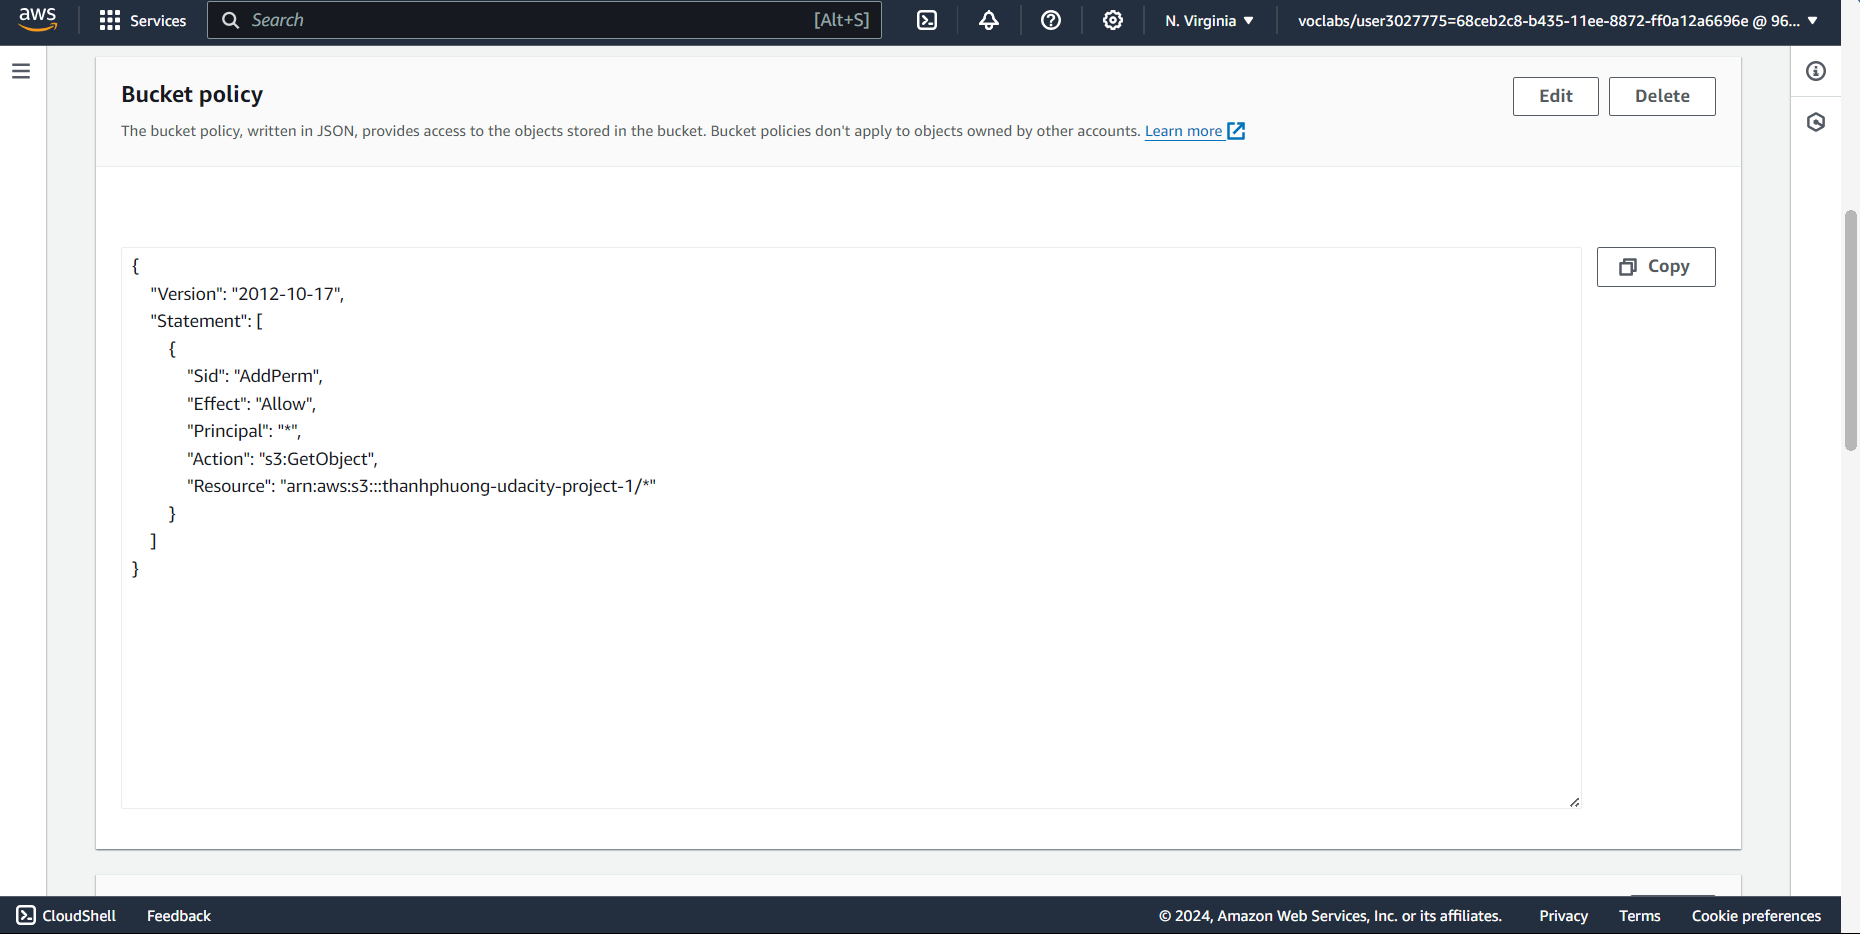 aws Services Search [Alt+S] N. Virginia voclabs/user3027775=68ceb2c8-b435-11ee-8872-ff0a12a6696e @ 96...
Bucket policy
Edit Delete
The bucket policy, written in JSON, provides access to the objects stored in the bucket. Bucket policies don't apply to objects owned by other accounts. Learn more
Copy
{
"Version": "2012-10-17",
"Statement": [
{
"Sid": "AddPerm",
"Effect": "Allow",
"Principal": "*",
"Action": "s3:GetObject",
"Resource": "arn:aws:s3:::thanhphuong-udacity-project-1/*"
}
]
}
CloudShell Feedback © 2024, Amazon Web Services, Inc. or its affiliates. Privacy Terms Cookie preferences